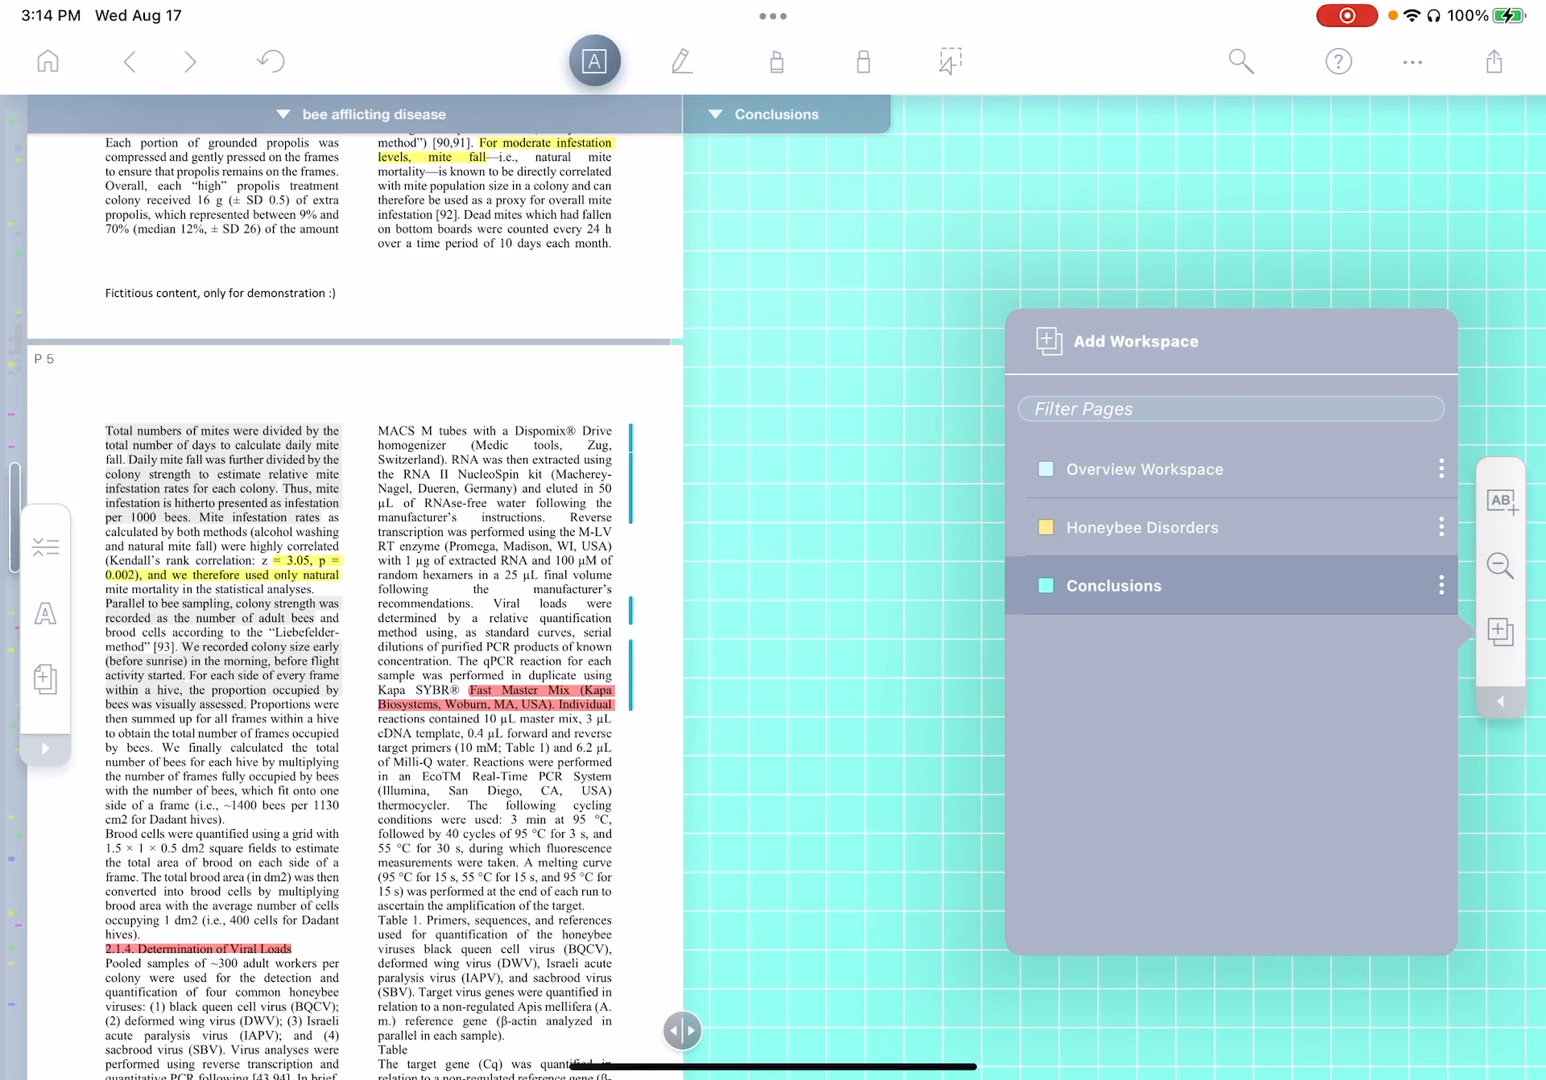 3:14 PM Wed Aug 17
100%
A
bee afflicting disease
Conclusions
Each portion of grounded propolis was
compressed and gently pressed on the frames
to ensure that propolis remains on the frames.
Overall, each “high” propolis treatment
colony received 16 g (± SD 0.5) of extra
propolis, which represented between 9% and
70% (median 12%, ± SD 26) of the amount
method”) [90,91]. For moderate infestation
levels, mite fall—i.e., natural mite
mortality—is known to be directly correlated
with mite population size in a colony and can
therefore be used as a proxy for overall mite
infestation [92]. Dead mites which had fallen
on bottom boards were counted every 24 h
over a time period of 10 days each month.
Fictitious content, only for demonstration :)
P 5
Total numbers of mites were divided by the
total number of days to calculate daily mite
fall. Daily mite fall was further divided by the
colony strength to estimate relative mite
infestation rates for each colony. Thus, mite
infestation is hitherto presented as infestation
per 1000 bees. Mite infestation rates as
calculated by both methods (alcohol washing
and natural mite fall) were highly correlated
(Kendall’s rank correlation: z = 3.05, p =
0.002), and we therefore used only natural
mite mortality in the statistical analyses.
Parallel to bee sampling, colony strength was
recorded as the number of adult bees and
brood cells according to the “Liebefelder-
method” [93]. We recorded colony size early
(before sunrise) in the morning, before flight
activity started. For each side of every frame
within a hive, the proportion occupied by
bees was visually assessed. Proportions were
then summed up for all frames within a hive
to obtain the total number of frames occupied
by bees. We finally calculated the total
number of bees for each hive by multiplying
the number of frames fully occupied by bees
with the number of bees, which fit onto one
side of a frame (i.e., ~1400 bees per 1130
cm2 for Dadant hives).
Brood cells were quantified using a grid with
1.5 × 1 × 0.5 dm2 square fields to estimate
the total area of brood on each side of a
frame. The total brood area (in dm2) was then
converted into brood cells by multiplying
brood area with the average number of cells
occupying 1 dm2 (i.e., 400 cells for Dadant
hives).
2.1.4. Determination of Viral Loads
Pooled samples of ~300 adult workers per
colony were used for the detection and
quantification of four common honeybee
viruses: (1) black queen cell virus (BQCV);
(2) deformed wing virus (DWV); (3) Israeli
acute paralysis virus (IAPV); and (4)
sacbrood virus (SBV). Virus analyses were
performed using reverse transcription and
quantitative PCR following [43,94]. In brief,
MACS M tubes with a Dispomix® Drive
homogenizer (Medic tools, Zug,
Switzerland). RNA was then extracted using
the RNA II NucleoSpin kit (Macherey-
Nagel, Dueren, Germany) and eluted in 50
µL of RNAse-free water following the
manufacturer’s instructions. Reverse
transcription was performed using the M-LV
RT enzyme (Promega, Madison, WI, USA)
with 1 µg of extracted RNA and 100 µM of
random hexamers in a 25 µL final volume
following the manufacturer’s
recommendations. Viral loads were
determined by a relative quantification
method using, as standard curves, serial
dilutions of purified PCR products of known
concentration. The qPCR reaction for each
sample was performed in duplicate using
Kapa SYBR® Fast Master Mix (Kapa
Biosystems, Woburn, MA, USA). Individual
reactions contained 10 µL master mix, 3 µL
cDNA template, 0.4 µL forward and reverse
target primers (10 mM; Table 1) and 6.2 µL
of Milli-Q water. Reactions were performed
in an EcoTM Real-Time PCR System
(Illumina, San Diego, CA, USA)
thermocycler. The following cycling
conditions were used: 3 min at 95 °C,
followed by 40 cycles of 95 °C for 3 s, and
55 °C for 30 s, during which fluorescence
measurements were taken. A melting curve
(95 °C for 15 s, 55 °C for 15 s, and 95 °C for
15 s) was performed at the end of each run to
ascertain the amplification of the target.
Table 1. Primers, sequences, and references
used for quantification of the honeybee
viruses black queen cell virus (BQCV),
deformed wing virus (DWV), Israeli acute
paralysis virus (IAPV), and sacbrood virus
(SBV). Target virus genes were quantified in
relation to a non-regulated Apis mellifera (A.
m.) reference gene (β-actin analyzed in
parallel in each sample).
Table
The target gene (Cq) was quantified in
relation to a non-regulated reference gene (β-
Add Workspace
Filter Pages
Overview Workspace
Honeybee Disorders
Conclusions
AB
A